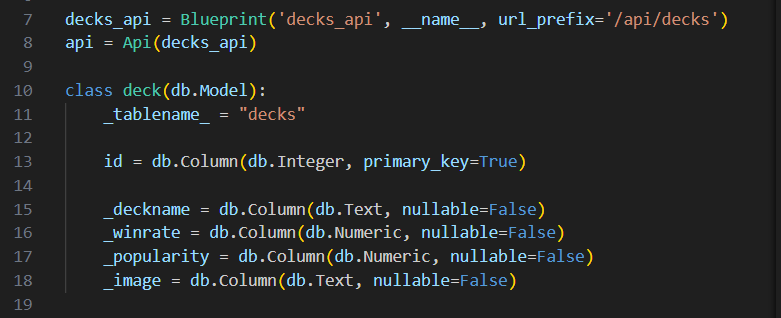 7 decks_api = Blueprint('decks_api', __name__, url_prefix='/api/decks')
8 api = Api(decks_api)
9
10 class deck(db.Model):
11     _tablename_ = "decks"
12
13     id = db.Column(db.Integer, primary_key=True)
14
15     _deckname = db.Column(db.Text, nullable=False)
16     _winrate = db.Column(db.Numeric, nullable=False)
17     _popularity = db.Column(db.Numeric, nullable=False)
18     _image = db.Column(db.Text, nullable=False)
19